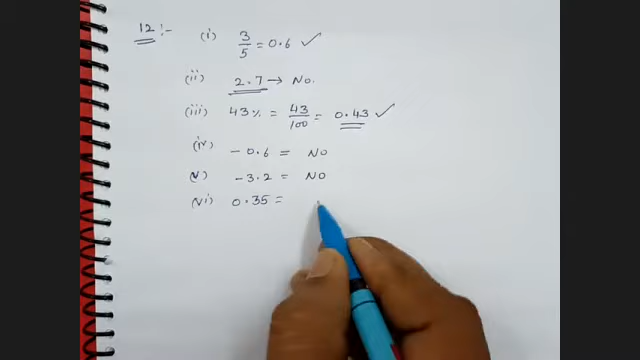 12:- (i) 3/5 = 0.6 ✓
(ii) 2.7 → No.
(iii) 43% = 43/100 = 0.43 ✓
(iv) -0.6 = NO
(v) -3.2 = NO
(vi) 0.35 =